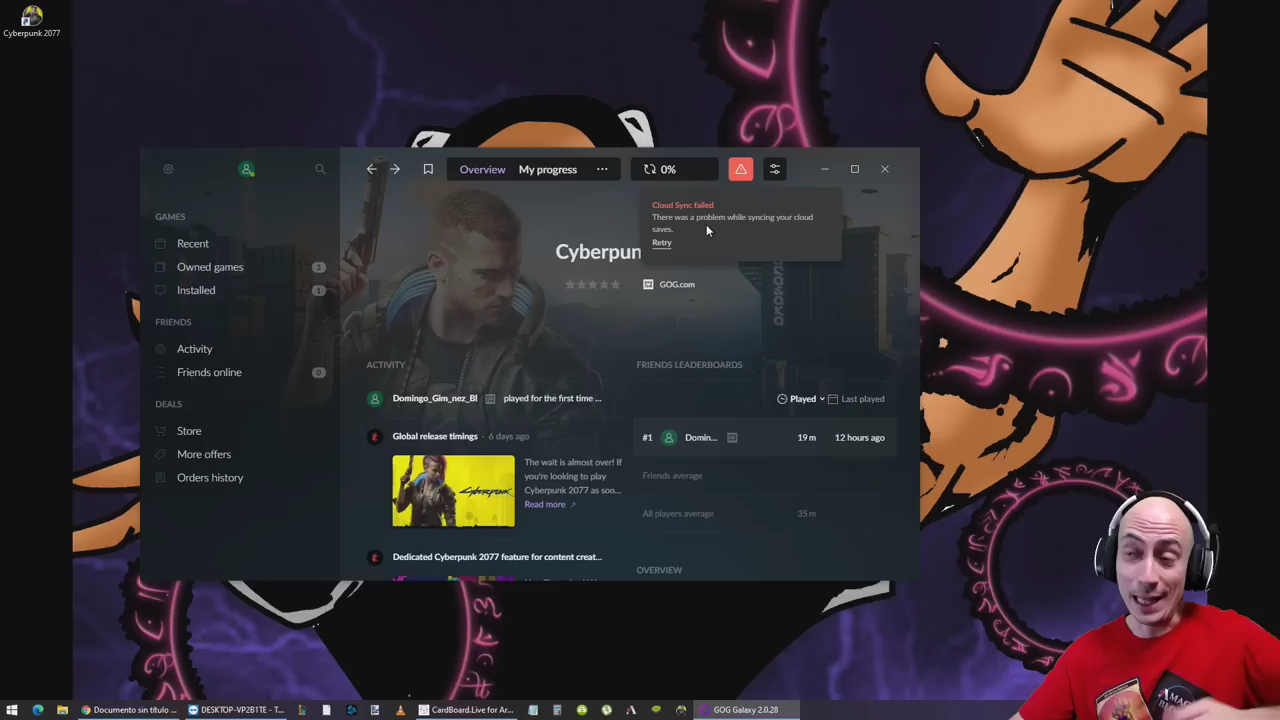 Cyberpunk 2077
Overview
My progress
...
0%
Cloud Sync failed
There was a problem while syncing your cloud
saves.
Retry
Cyberpun
GOG.com
GAMES
Recent
Owned games 3
Installed 1
FRIENDS
Activity
Friends online 0
DEALS
Store
More offers
Orders history
ACTIVITY
Domingo_Gim_nez_Bl played for the first time ...
Global release timings · 6 days ago
The wait is almost over! If
you're looking to play
Cyberpunk 2077 as soo...
Read more
CYBERPUNK
Dedicated Cyberpunk 2077 feature for content creat...
FRIENDS LEADERBOARDS
Played
Last played
#1 Domin... 19 m 12 hours ago
Friends average
All players average 35 m
OVERVIEW
Documento sin título ...
DESKTOP-VP2B1TE - T...
CardBoard.Live for Ar...
GOG Galaxy 2.0.28